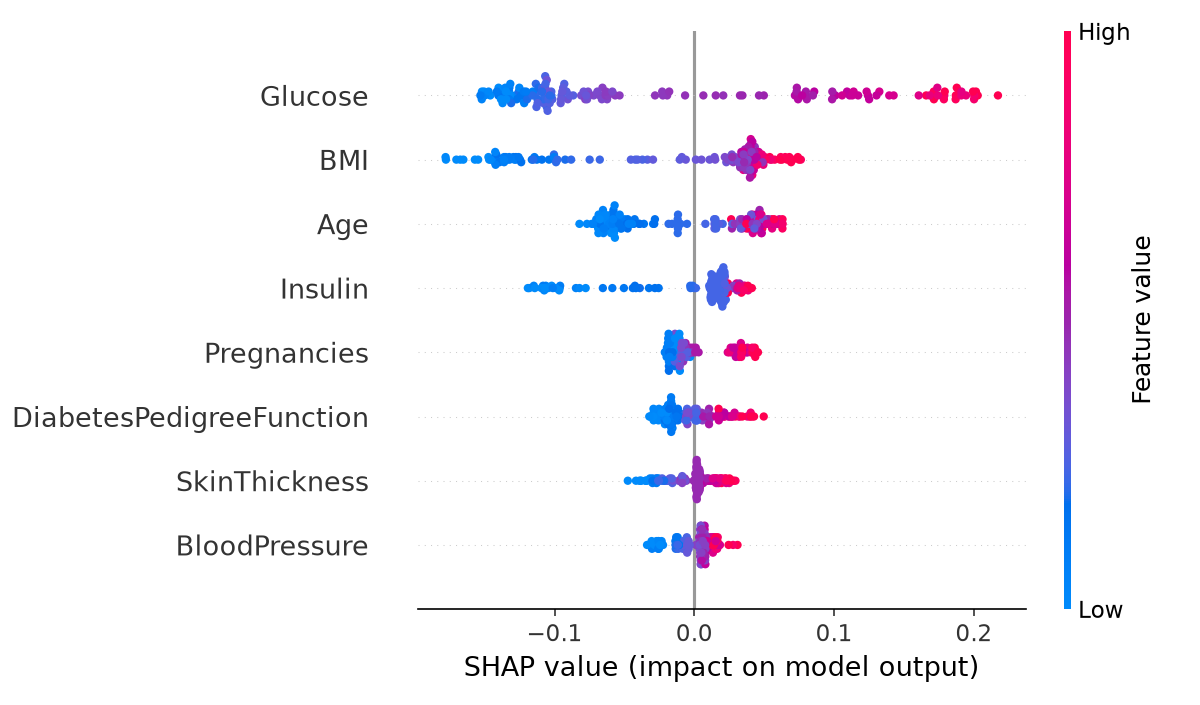 High
Glucose
BMI
Age
Insulin
Pregnancies
DiabetesPedigreeFunction
SkinThickness
BloodPressure
Feature value
Low
−0.1
0.0
0.1
0.2
SHAP value (impact on model output)